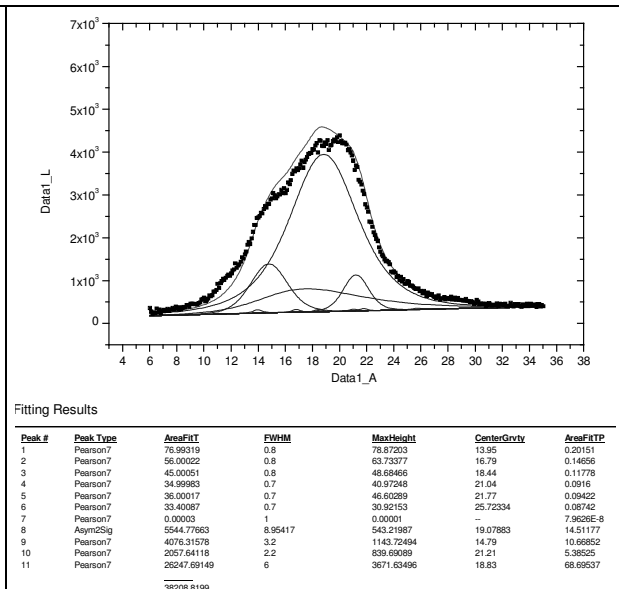 7x10³
6x10³
5x10³
4x10³
3x10³
2x10³
1x10³
0
Data1_L
4 6 8 10 12 14 16 18 20 22 24 26 28 30 32 34 36 38
Data1_A
Fitting Results
Peak # Peak Type AreaFitT FWHM MaxHeight CenterGrvty AreaFitTP
1 Pearson7 76.99319 0.8 78.87203 13.95 0.20151
2 Pearson7 56.00022 0.8 63.73377 16.79 0.14656
3 Pearson7 45.00051 0.8 48.68466 18.44 0.11778
4 Pearson7 34.99983 0.7 40.97248 21.04 0.0916
5 Pearson7 36.00017 0.7 46.60289 21.77 0.09422
6 Pearson7 33.40087 0.7 30.92153 25.72334 0.08742
7 Pearson7 0.00003 1 0.00001 -- 7.9626E-8
8 Asym2Sig 5544.77663 8.95417 543.21987 19.07883 14.51177
9 Pearson7 4076.31578 3.2 1143.72494 14.79 10.66852
10 Pearson7 2057.64118 2.2 839.69089 21.21 5.38525
11 Pearson7 26247.69149 6 3671.63496 18.83 68.69537
38208.8199